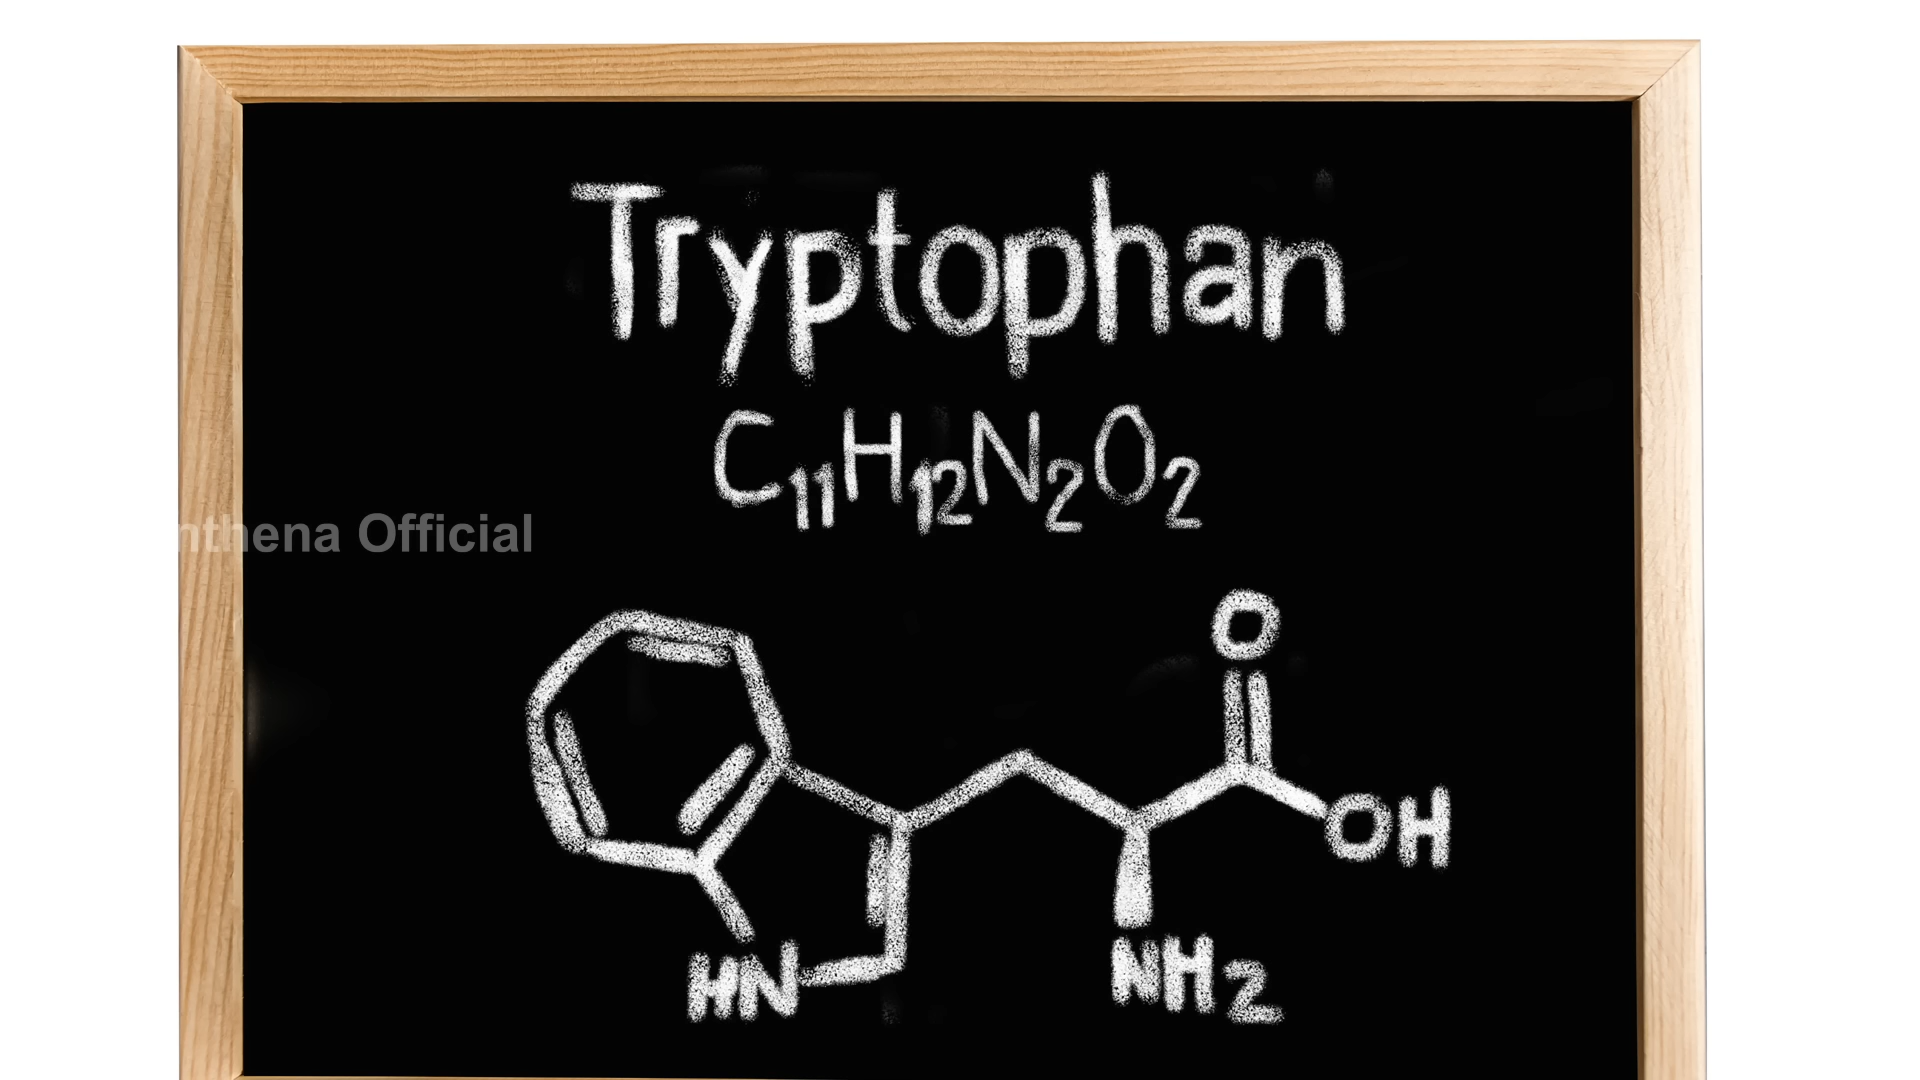 Tryptophan
C₁₁H₁₂N₂O₂
nthena Official
O
OH
HN
NH₂